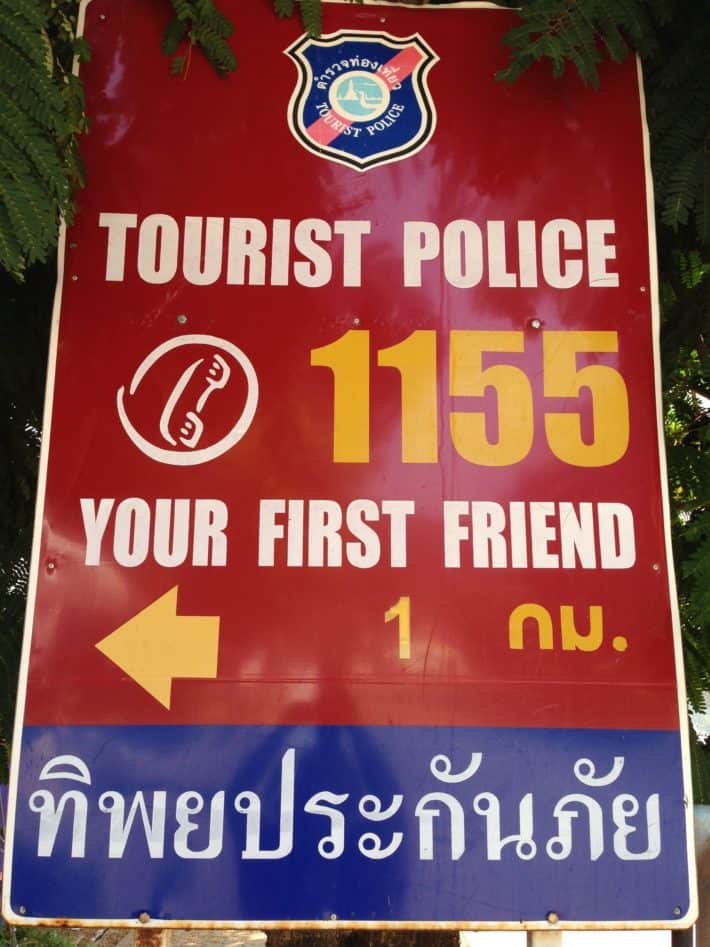 ตำรวจท่องเที่ยว
TOURIST POLICE
TOURIST POLICE
1155
YOUR FIRST FRIEND
1 กม.
ทิพยประกันภัย